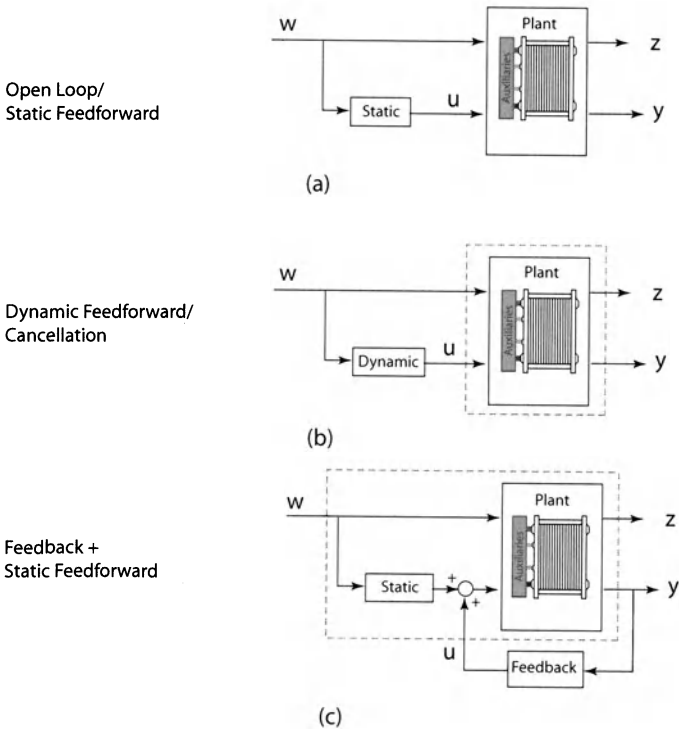 w
Plant
z
Auxiliaries
Open Loop/
Static Feedforward
Static
u
y
(a)
w
Plant
z
Auxiliaries
Dynamic Feedforward/
Cancellation
Dynamic
u
y
(b)
w
Plant
z
Auxiliaries
Feedback +
Static Feedforward
Static
+
+
y
u
Feedback
(c)